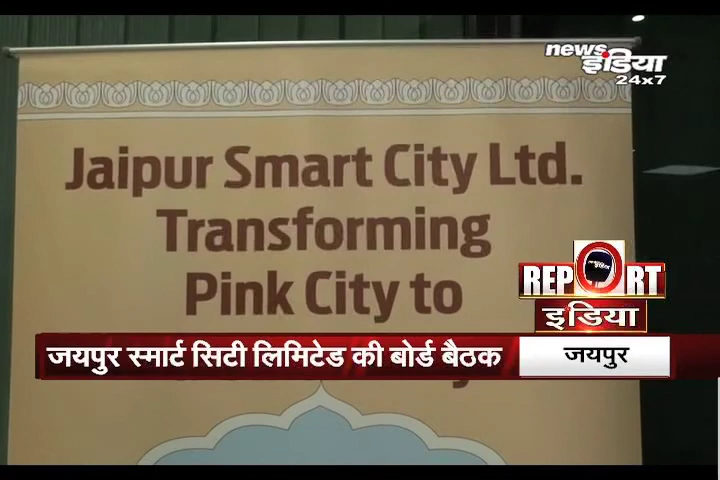 news
इंडिया
24x7
Jaipur Smart City Ltd.
Transforming
Pink City to
REPORT
इंडिया
जयपुर स्मार्ट सिटी लिमिटेड की बोर्ड बैठक
जयपुर